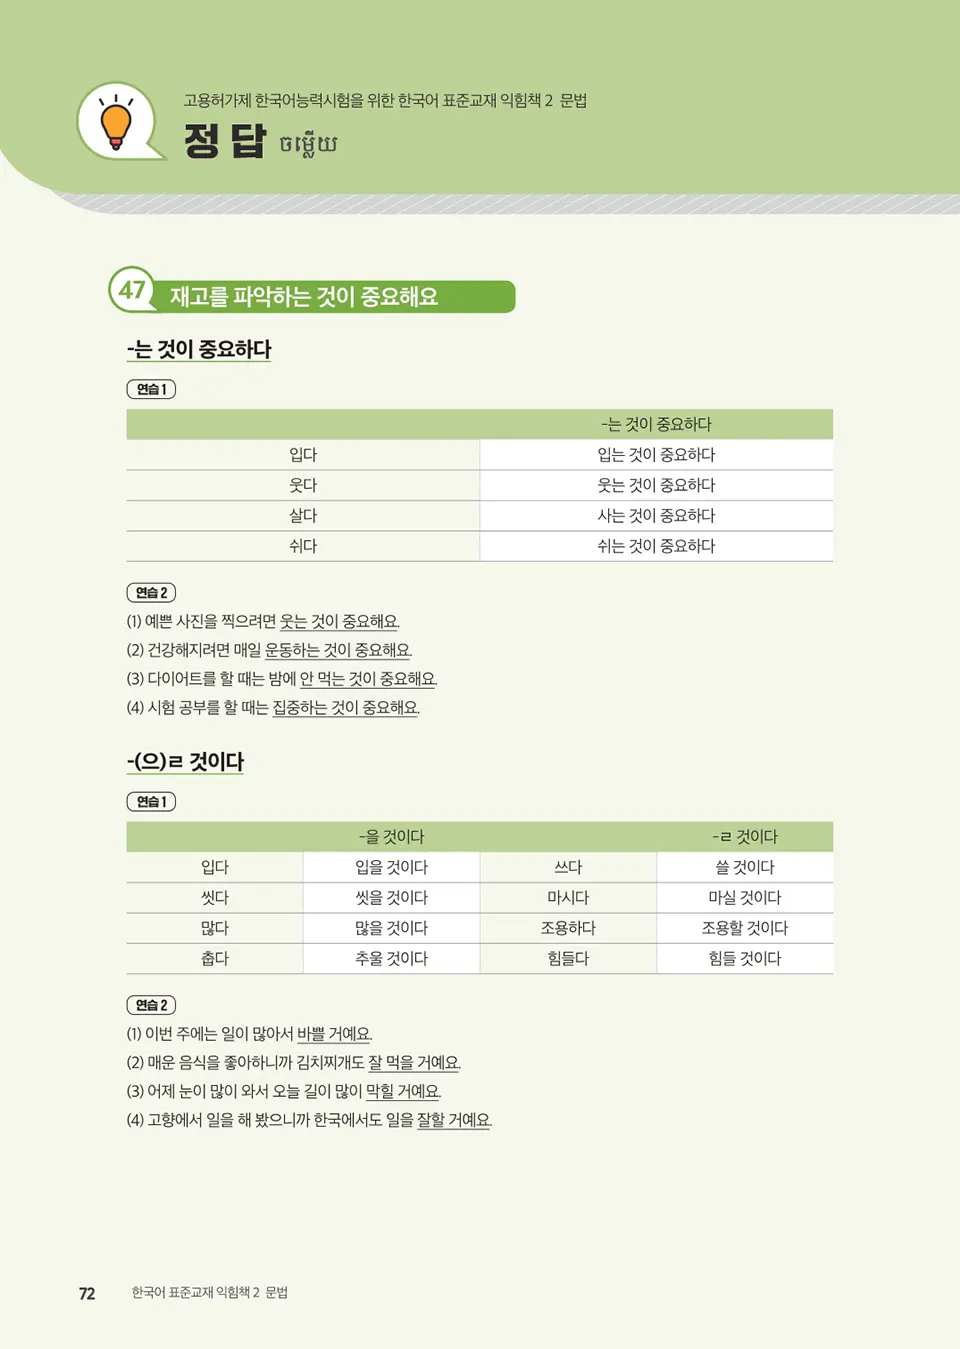 고용허가제 한국어능력시험을 위한 한국어 표준교재 익힘책 2 문법
정답 ចម្លើយ
47 재고를 파악하는 것이 중요해요
-는 것이 중요하다
연습 1
-는 것이 중요하다
입다 입는 것이 중요하다
웃다 웃는 것이 중요하다
살다 사는 것이 중요하다
쉬다 쉬는 것이 중요하다
연습 2
(1) 예쁜 사진을 찍으려면 웃는 것이 중요해요.
(2) 건강해지려면 매일 운동하는 것이 중요해요.
(3) 다이어트를 할 때는 밤에 안 먹는 것이 중요해요.
(4) 시험 공부를 할 때는 집중하는 것이 중요해요.
-(으)ㄹ 것이다
연습 1
-을 것이다 -ㄹ 것이다
입다 입을 것이다 쓰다 쓸 것이다
씻다 씻을 것이다 마시다 마실 것이다
많다 많을 것이다 조용하다 조용할 것이다
춥다 추울 것이다 힘들다 힘들 것이다
연습 2
(1) 이번 주에는 일이 많아서 바쁠 거예요.
(2) 매운 음식을 좋아하니까 김치찌개도 잘 먹을 거예요.
(3) 어제 눈이 많이 와서 오늘 길이 많이 막힐 거예요.
(4) 고향에서 일을 해 봤으니까 한국에서도 일을 잘할 거예요.
72 한국어 표준교재 익힘책 2 문법